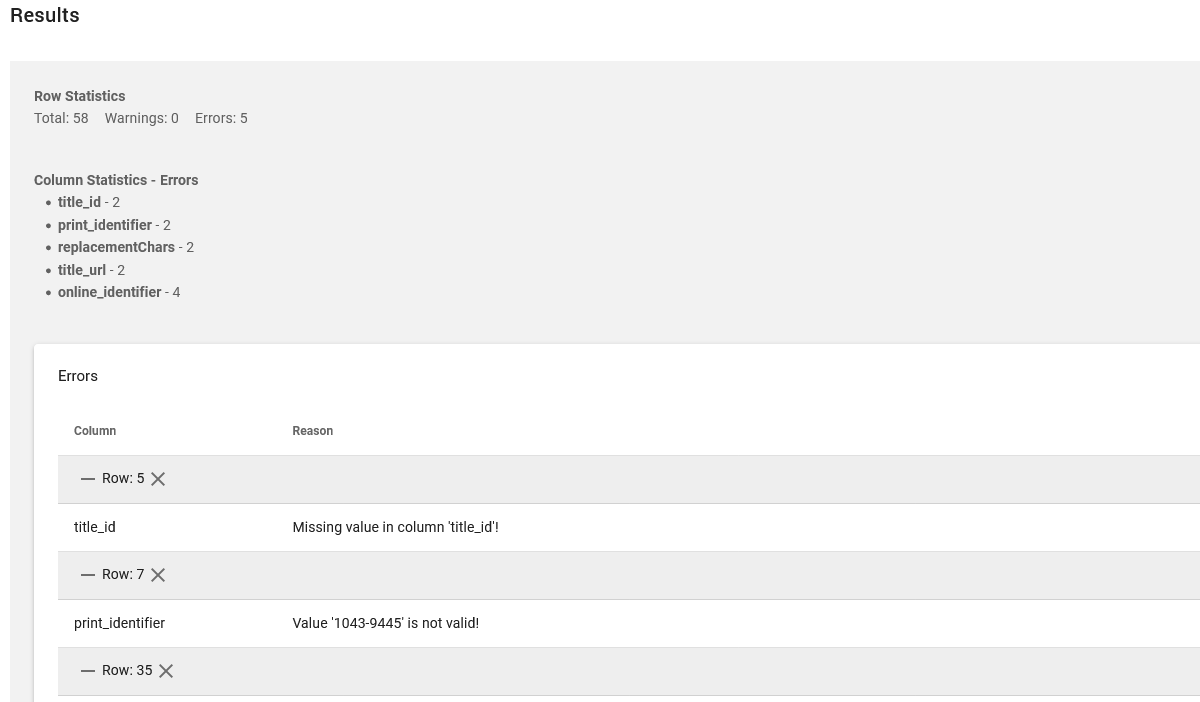 Results
Row Statistics
Total: 58 Warnings: 0 Errors: 5
Column Statistics - Errors
• title_id - 2
• print_identifier - 2
• replacementChars - 2
• title_url - 2
• online_identifier - 4
Errors
Column Reason
— Row: 5 ×
title_id Missing value in column 'title_id'!
— Row: 7 ×
print_identifier Value '1043-9445' is not valid!
— Row: 35 ×